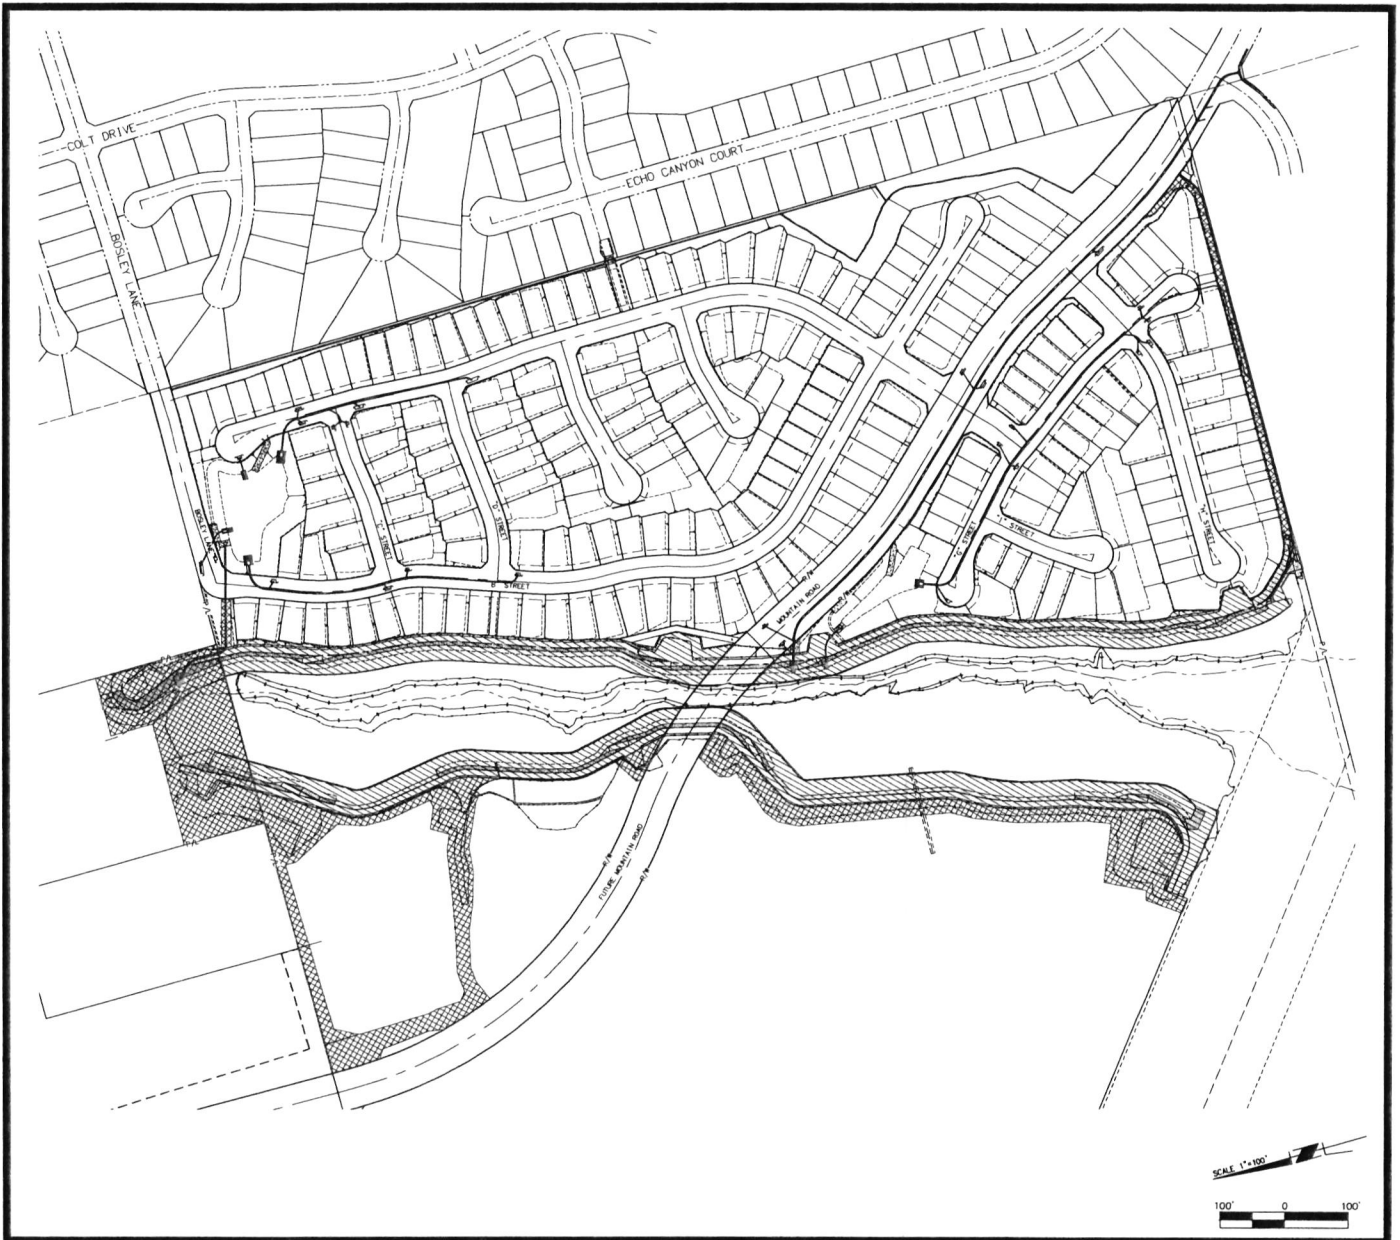 COLT DRIVE
BOSLEY LANE
ECHO CANYON COURT
BOSLEY LANE
"C" STREET
"D" STREET
B STREET
MOUNTAIN ROAD
R/W
R/W
"G" STREET
"I" STREET
"H" STREET
FUTURE MOUNTAIN ROAD
R/W
R/W
SCALE 1"=100'
100' 0 100'